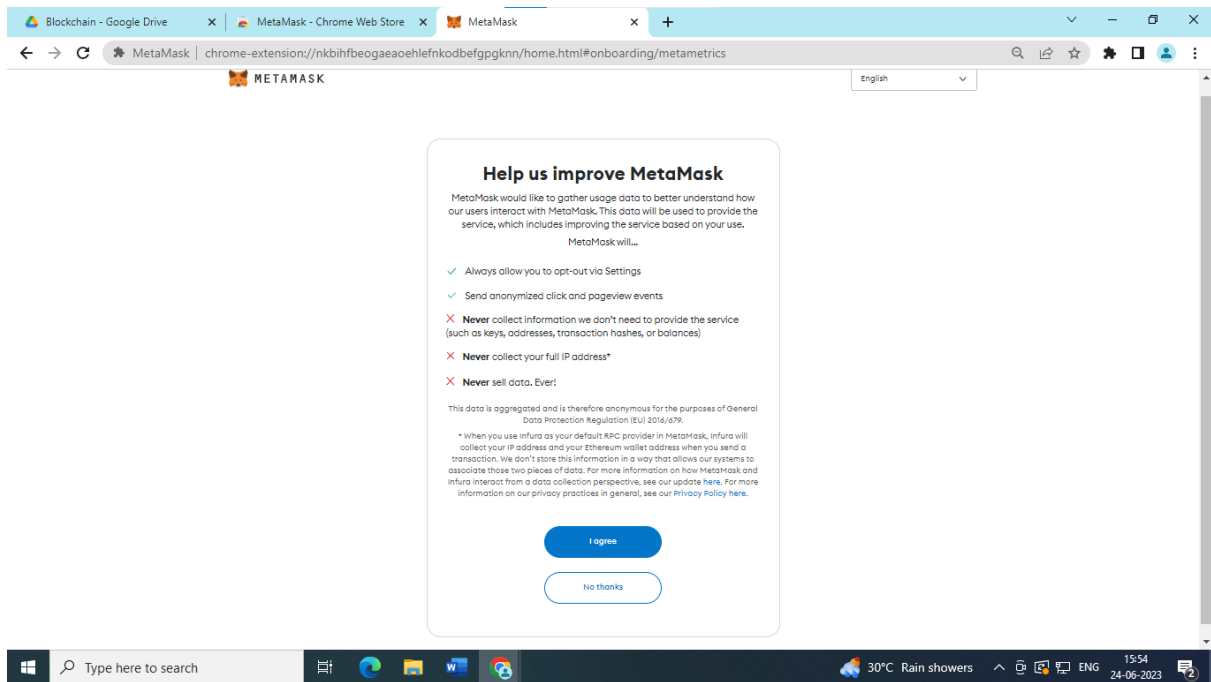 Blockchain - Google Drive
MetaMask - Chrome Web Store
MetaMask
MetaMask | chrome-extension://nkbihfbeogaeaoehlefnkodbefgpgknn/home.html#onboarding/metametrics
METAMASK
English
Help us improve MetaMask
MetaMask would like to gather usage data to better understand how
our users interact with MetaMask. This data will be used to provide the
service, which includes improving the service based on your use.
MetaMask will...
Always allow you to opt-out via Settings
Send anonymized click and pageview events
Never collect information we don't need to provide the service
(such as keys, addresses, transaction hashes, or balances)
Never collect your full IP address*
Never sell data. Ever!
This data is aggregated and is therefore anonymous for the purposes of General
Data Protection Regulation (EU) 2016/679.
* When you use Infura as your default RPC provider in MetaMask, Infura will
collect your IP address and your Ethereum wallet address when you send a
transaction. We don't store this information in a way that allows our systems to
associate those two pieces of data. For more information on how MetaMask and
Infura interact from a data collection perspective, see our update here. For more
information on our privacy practices in general, see our Privacy Policy here.
I agree
No thanks
Type here to search
W
30°C Rain showers
ENG
15:54
24-06-2023
2